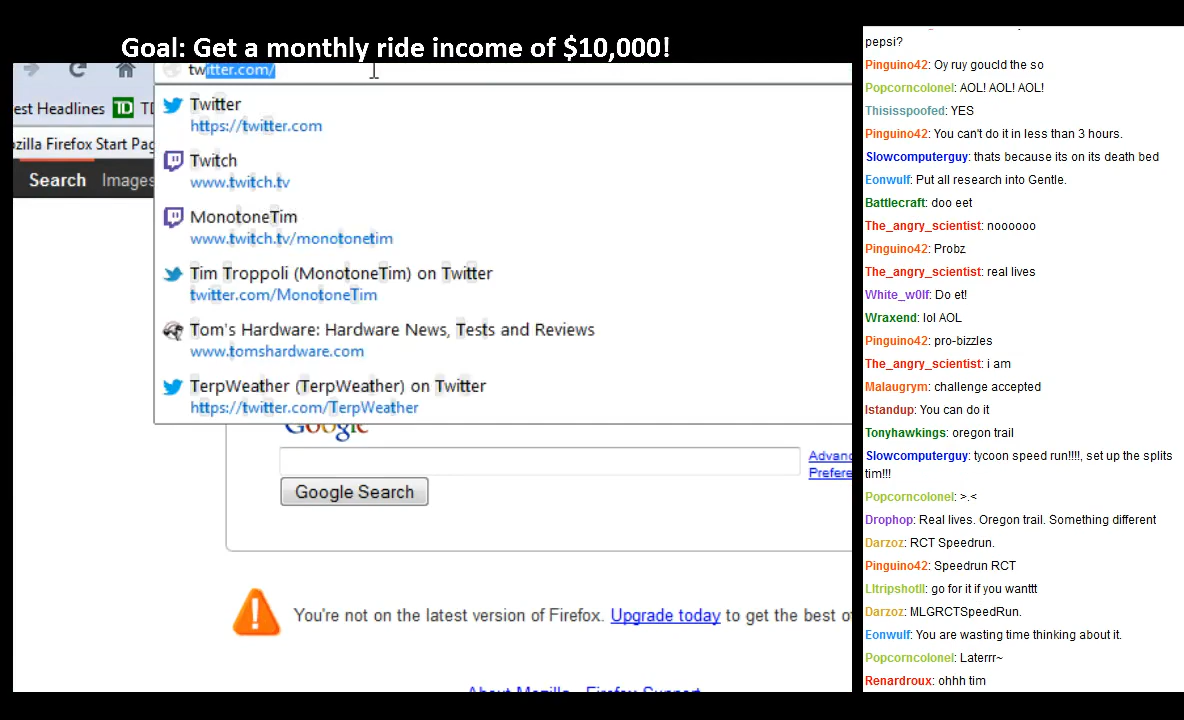 Goal: Get a monthly ride income of $10,000!
twitter.com/
est Headlines TD TD
zilla Firefox Start Pag
Search Images
Twitter
https://twitter.com
Twitch
www.twitch.tv
MonotoneTim
www.twitch.tv/monotonetim
Tim Troppoli (MonotoneTim) on Twitter
twitter.com/MonotoneTim
Tom's Hardware: Hardware News, Tests and Reviews
www.tomshardware.com
TerpWeather (TerpWeather) on Twitter
https://twitter.com/TerpWeather
Google
Advanc
Prefere
Google Search
You're not on the latest version of Firefox. Upgrade today to get the best o
About Mozilla Firefox Support
pepsi?
Pinguino42: Oy ruy goucld the so
Popcorncolonel: AOL! AOL! AOL!
Thisisspoofed: YES
Pinguino42: You can't do it in less than 3 hours.
Slowcomputerguy: thats because its on its death bed
Eonwulf: Put all research into Gentle.
Battlecraft: doo eet
The_angry_scientist: noooooo
Pinguino42: Probz
The_angry_scientist: real lives
White_w0lf: Do et!
Wraxend: lol AOL
Pinguino42: pro-bizzles
The_angry_scientist: i am
Malaugrym: challenge accepted
Istandup: You can do it
Tonyhawkings: oregon trail
Slowcomputerguy: tycoon speed run!!!!, set up the splits
tim!!!
Popcorncolonel: >.<
Drophop: Real lives. Oregon trail. Something different
Darzoz: RCT Speedrun.
Pinguino42: Speedrun RCT
Lltripshotll: go for it if you wanttt
Darzoz: MLGRCTSpeedRun.
Eonwulf: You are wasting time thinking about it.
Popcorncolonel: Laterrr~
Renardroux: ohhh tim